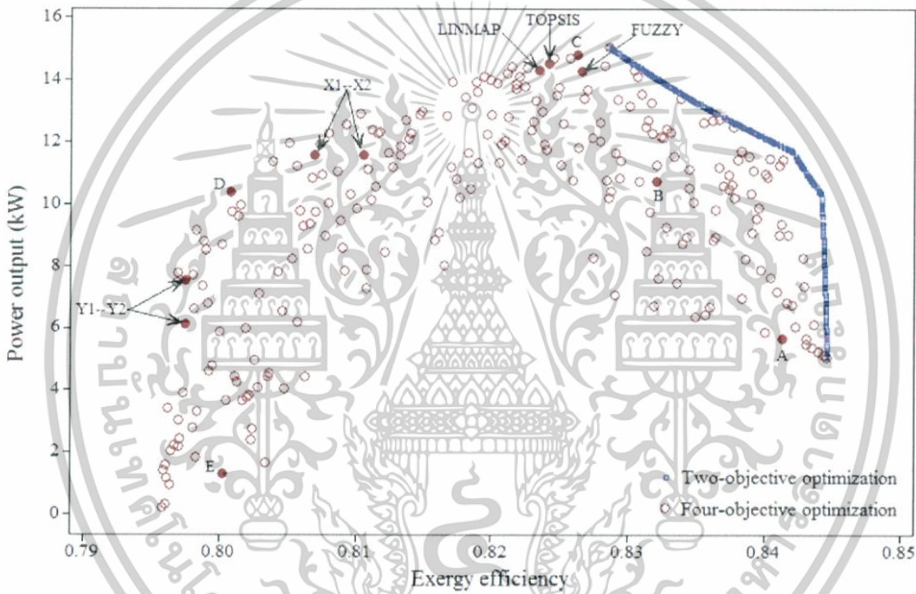 16
14
12
10
8
6
4
2
0
Power output (kW)
LINMAP
TOPSIS
C
FUZZY
X1--X2
D
B
Y1--Y2
A
E
Two-objective optimization
Four-objective optimization
0.79
0.80
0.81
0.82
0.83
0.84
0.85
Exergy efficiency